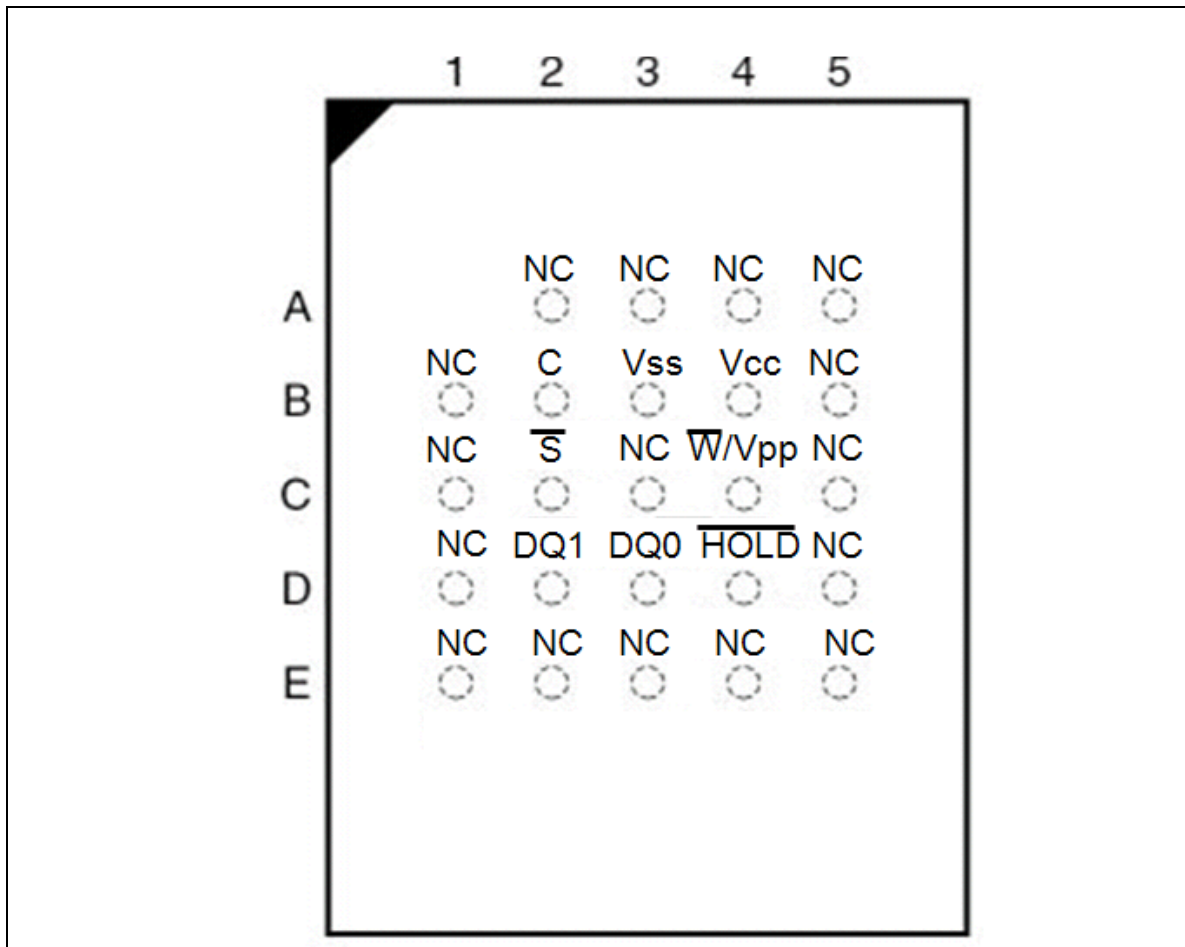 1 2 3 4 5
NC NC NC NC
A
NC C Vss Vcc NC
B
NC S̅ NC W̅/Vpp NC
C
NC DQ1 DQ0 H̅O̅L̅D̅ NC
D
NC NC NC NC NC
E